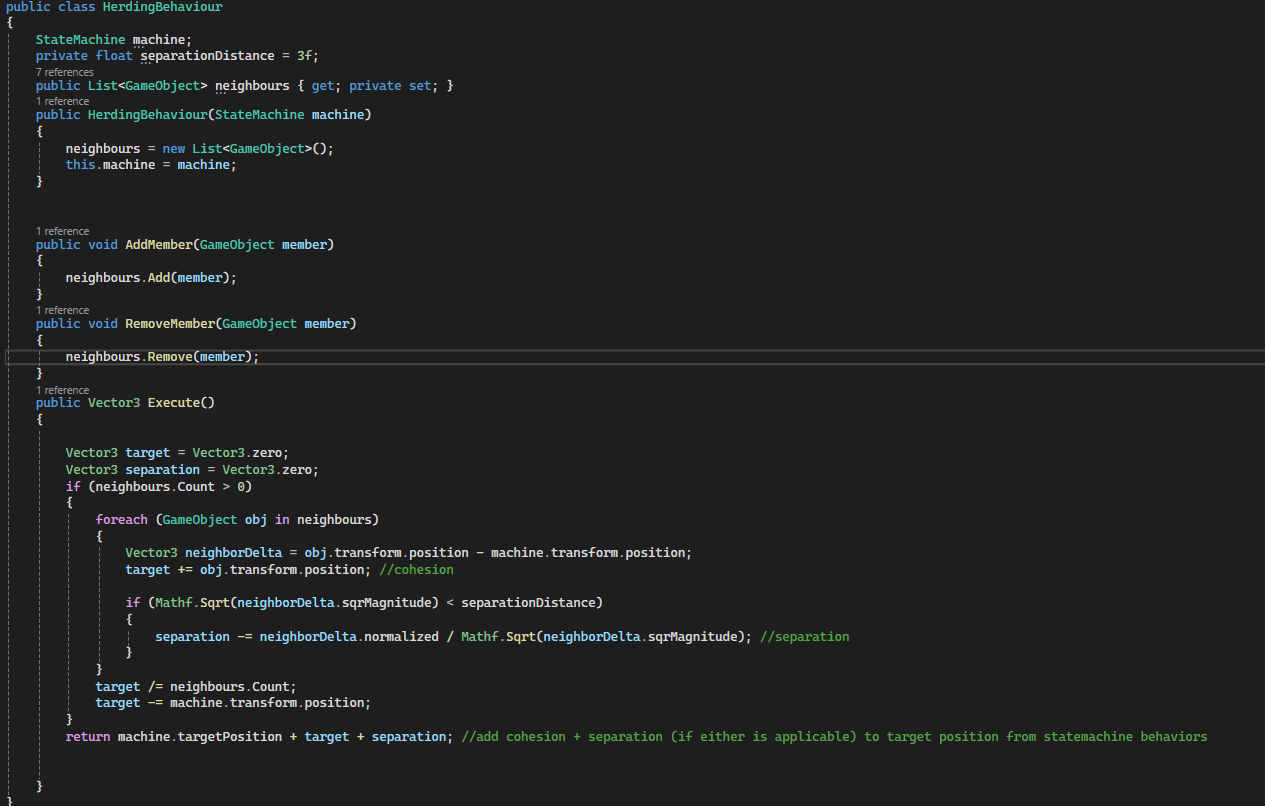 public class HerdingBehaviour
{
StateMachine machine;
private float separationDistance = 3f;
7 references
public List<GameObject> neighbours { get; private set; }
1 reference
public HerdingBehaviour(StateMachine machine)
{
neighbours = new List<GameObject>();
this.machine = machine;
}
1 reference
public void AddMember(GameObject member)
{
neighbours.Add(member);
}
1 reference
public void RemoveMember(GameObject member)
{
neighbours.Remove(member);
}
1 reference
public Vector3 Execute()
{
Vector3 target = Vector3.zero;
Vector3 separation = Vector3.zero;
if (neighbours.Count > 0)
{
foreach (GameObject obj in neighbours)
{
Vector3 neighborDelta = obj.transform.position - machine.transform.position;
target += obj.transform.position; //cohesion
if (Mathf.Sqrt(neighborDelta.sqrMagnitude) < separationDistance)
{
separation -= neighborDelta.normalized / Mathf.Sqrt(neighborDelta.sqrMagnitude); //separation
}
}
target /= neighbours.Count;
target -= machine.transform.position;
}
return machine.targetPosition + target + separation; //add cohesion + separation (if either is applicable) to target position from statemachine behaviors
}
}